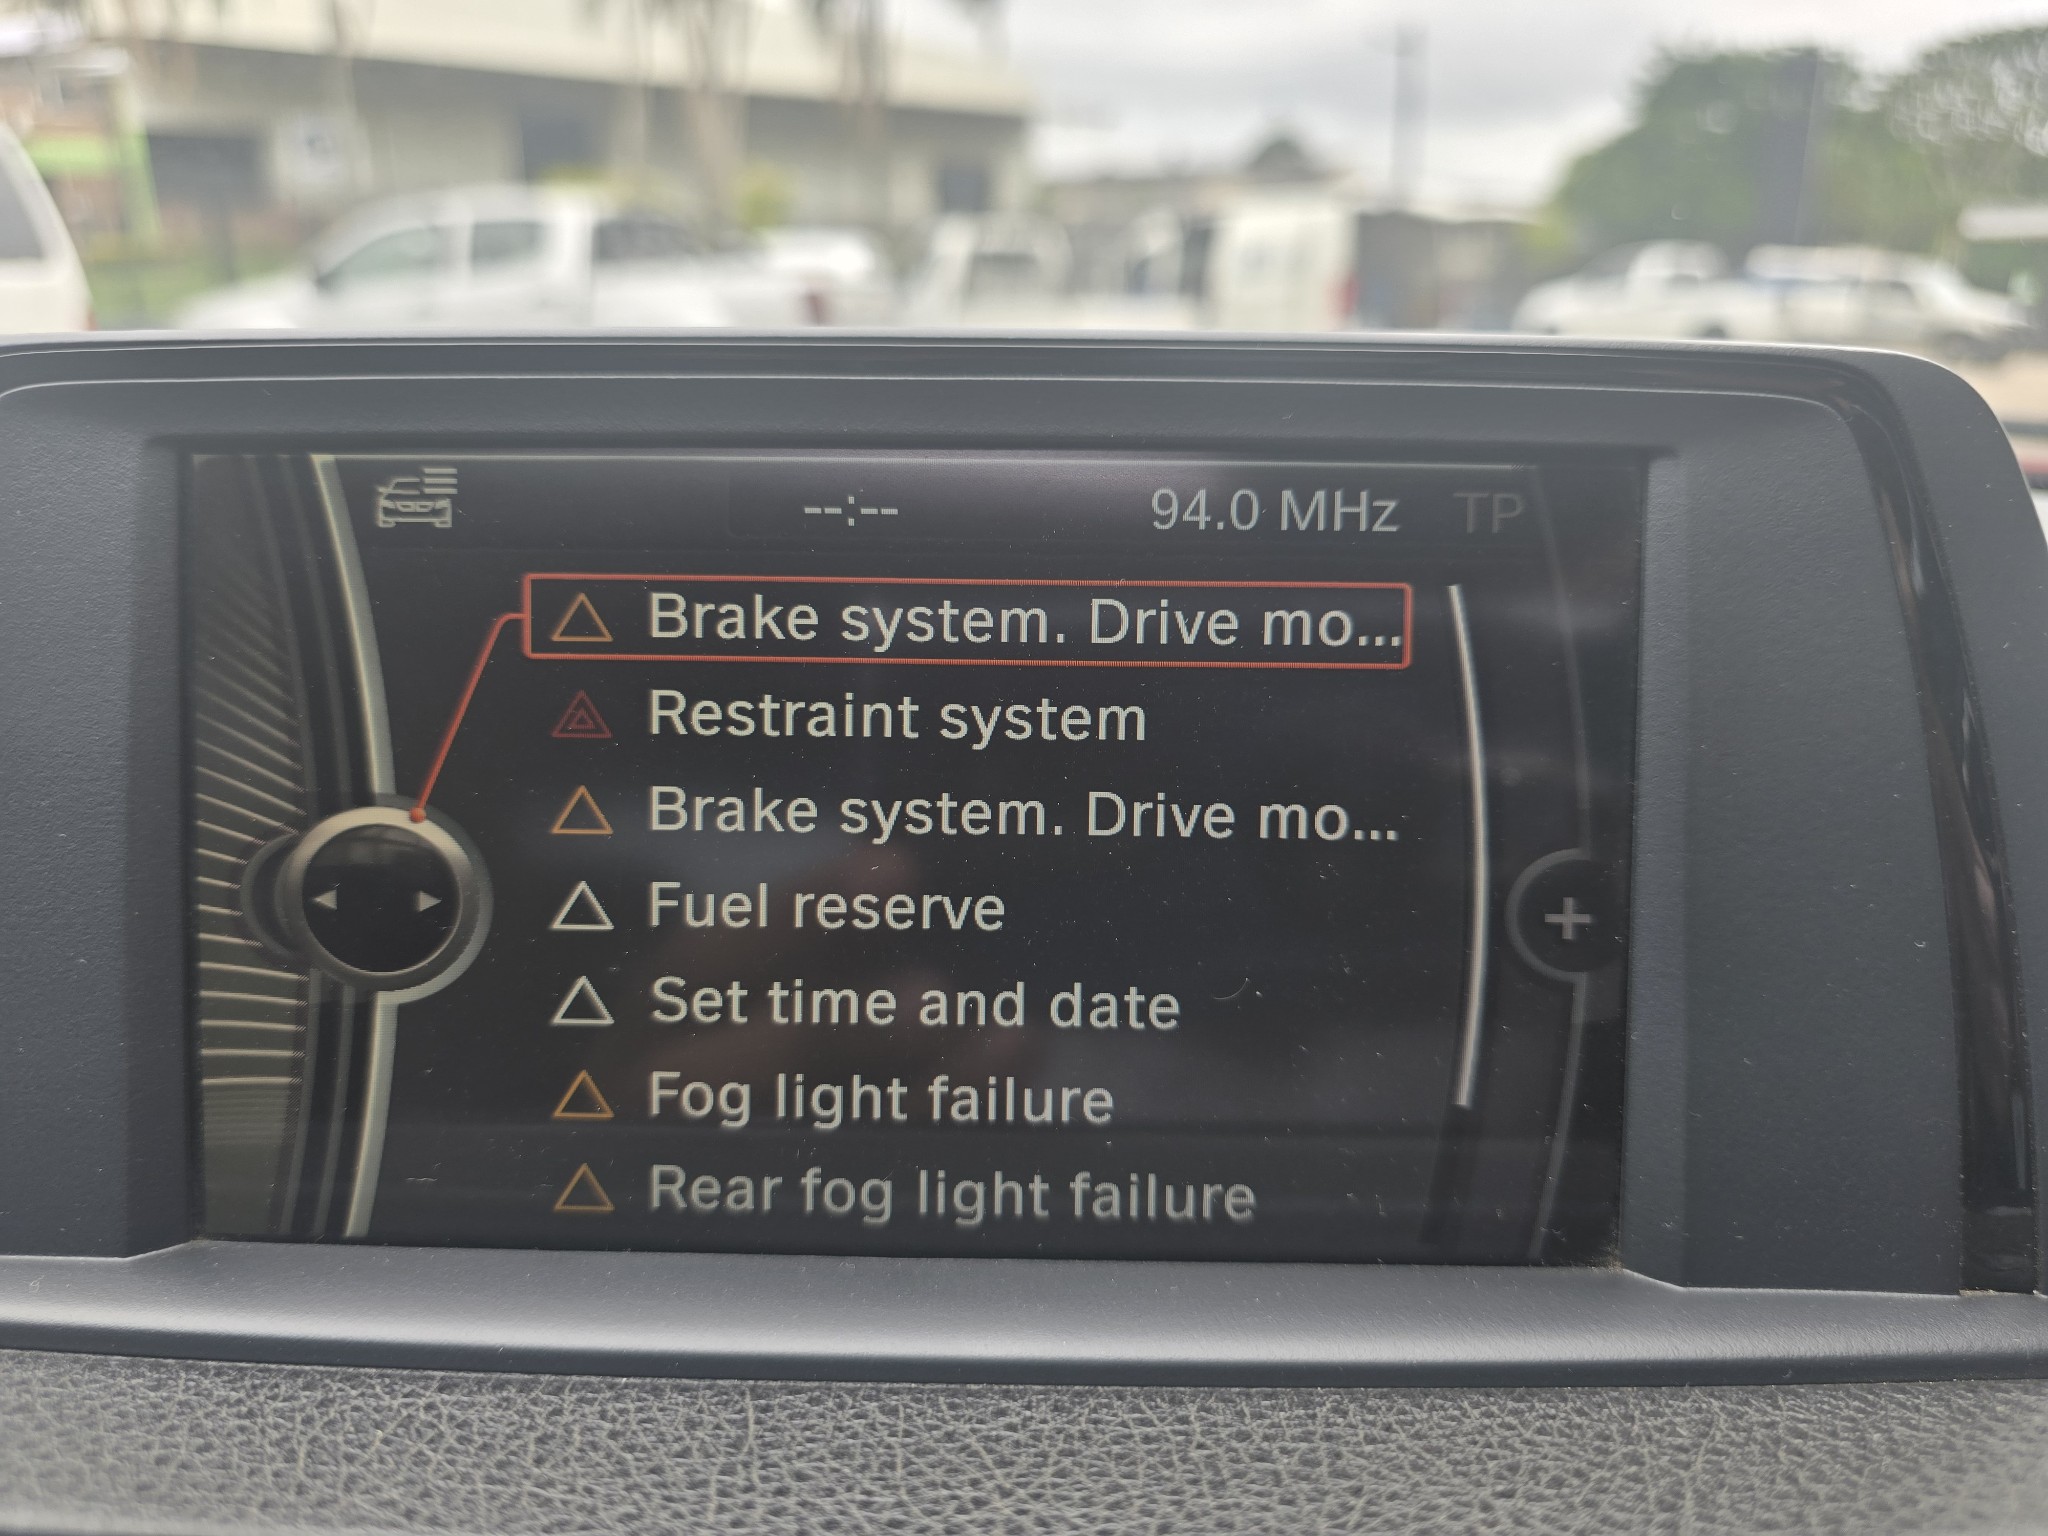 --:-- 94.0 MHz TP
Brake system. Drive mo...
Restraint system
Brake system. Drive mo...
Fuel reserve
Set time and date
Fog light failure
Rear fog light failure